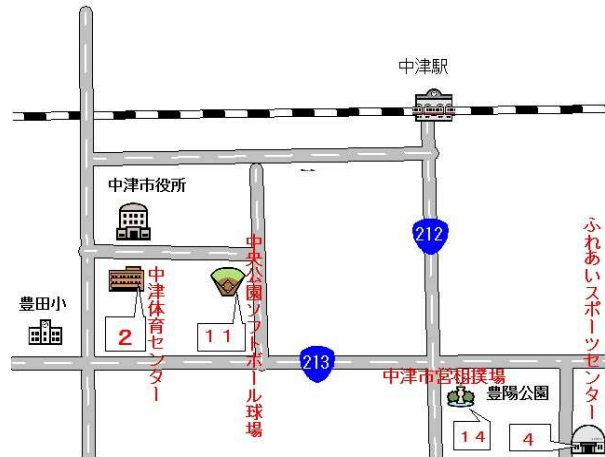 中津駅
中津市役所
212
中津体育センター
中央公園ソフトボール球場
ふれあいスポーツセンター
豊田小
2
11
213
中津市営相撲場
豊陽公園
14
4